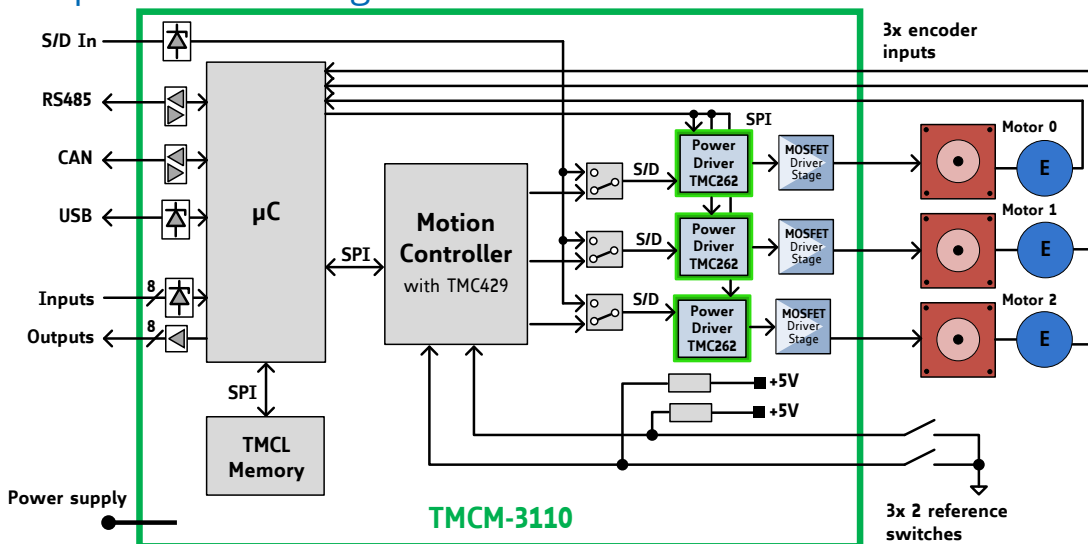 S/D In
RS485
CAN
USB
8
Inputs
8
Outputs
µC
SPI
TMCL
Memory
Power supply
SPI
Motion
Controller
with TMC429
S/D
S/D
S/D
SPI
Power
Driver
TMC262
Power
Driver
TMC262
Power
Driver
TMC262
MOSFET
Driver
Stage
MOSFET
Driver
Stage
MOSFET
Driver
Stage
3x encoder
inputs
Motor 0
E
Motor 1
E
Motor 2
E
+5V
+5V
3x 2 reference
switches
TMCM-3110